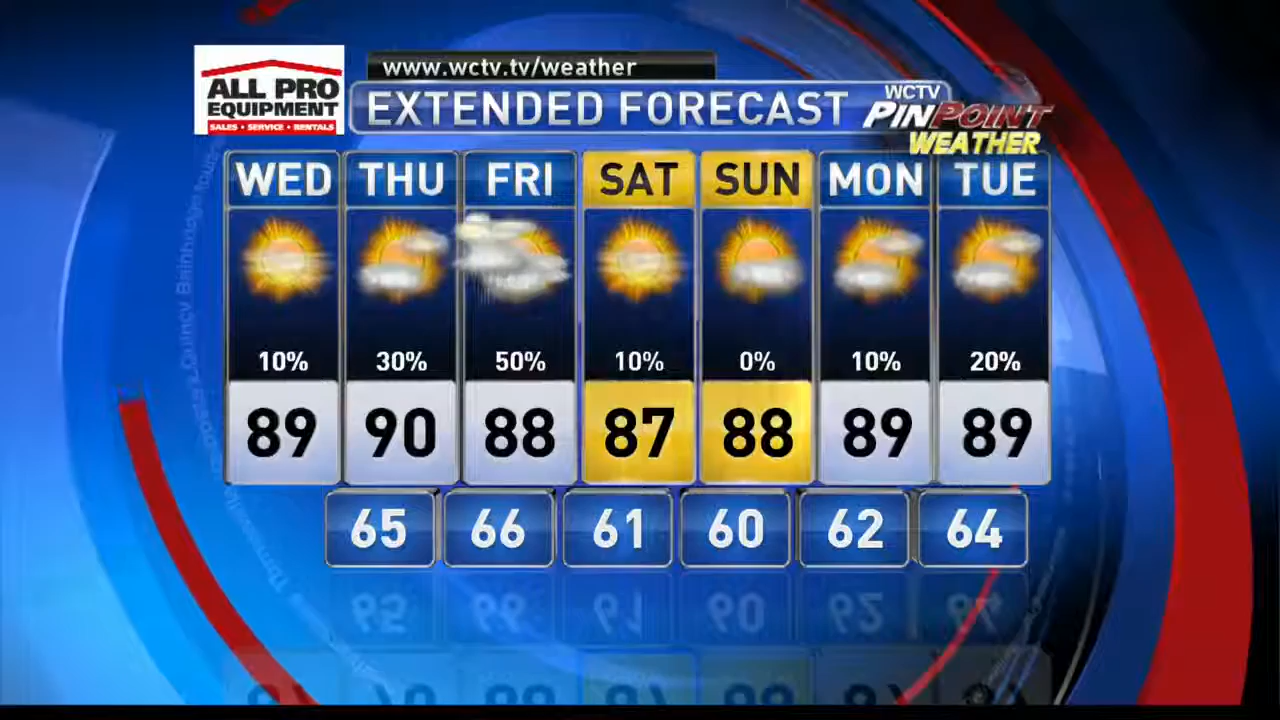 www.wctv.tv/weather
ALL PRO
EQUIPMENT
SALES • SERVICE • RENTALS
EXTENDED FORECAST
WCTV
PINPOINT
WEATHER
WED THU FRI SAT SUN MON TUE
10% 30% 50% 10% 0% 10% 20%
89 90 88 87 88 89 89
65 66 61 60 62 64